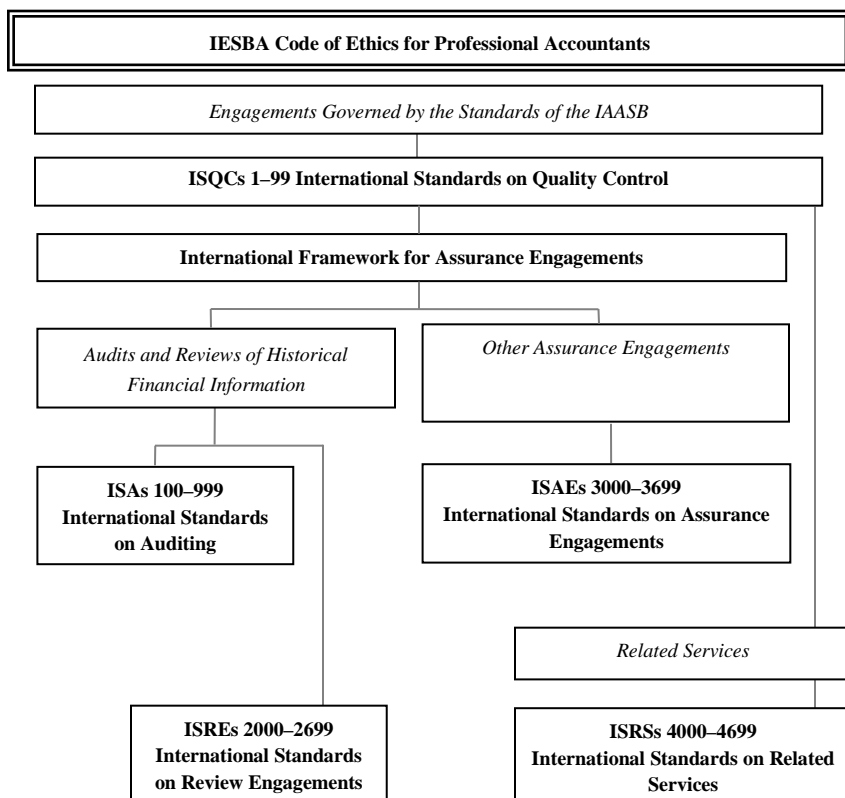 IESBA Code of Ethics for Professional Accountants
Engagements Governed by the Standards of the IAASB
ISQCs 1–99 International Standards on Quality Control
International Framework for Assurance Engagements
Audits and Reviews of Historical
Financial Information
Other Assurance Engagements
ISAs 100–999
International Standards
on Auditing
ISAEs 3000–3699
International Standards on Assurance
Engagements
Related Services
ISREs 2000–2699
International Standards
on Review Engagements
ISRSs 4000–4699
International Standards on Related
Services